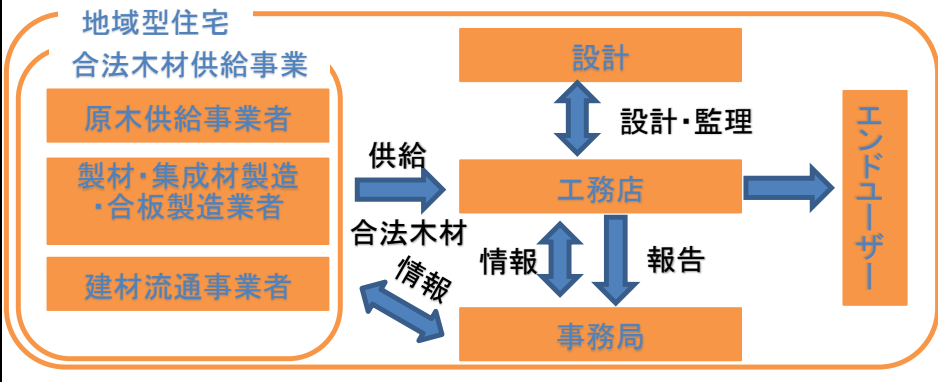 地域型住宅
合法木材供給事業
原木供給事業者
製材・集成材製造
・合板製造業者
建材流通事業者
供給
合法木材
情報
設計
設計・監理
工務店
情報
報告
事務局
エンドユーザー